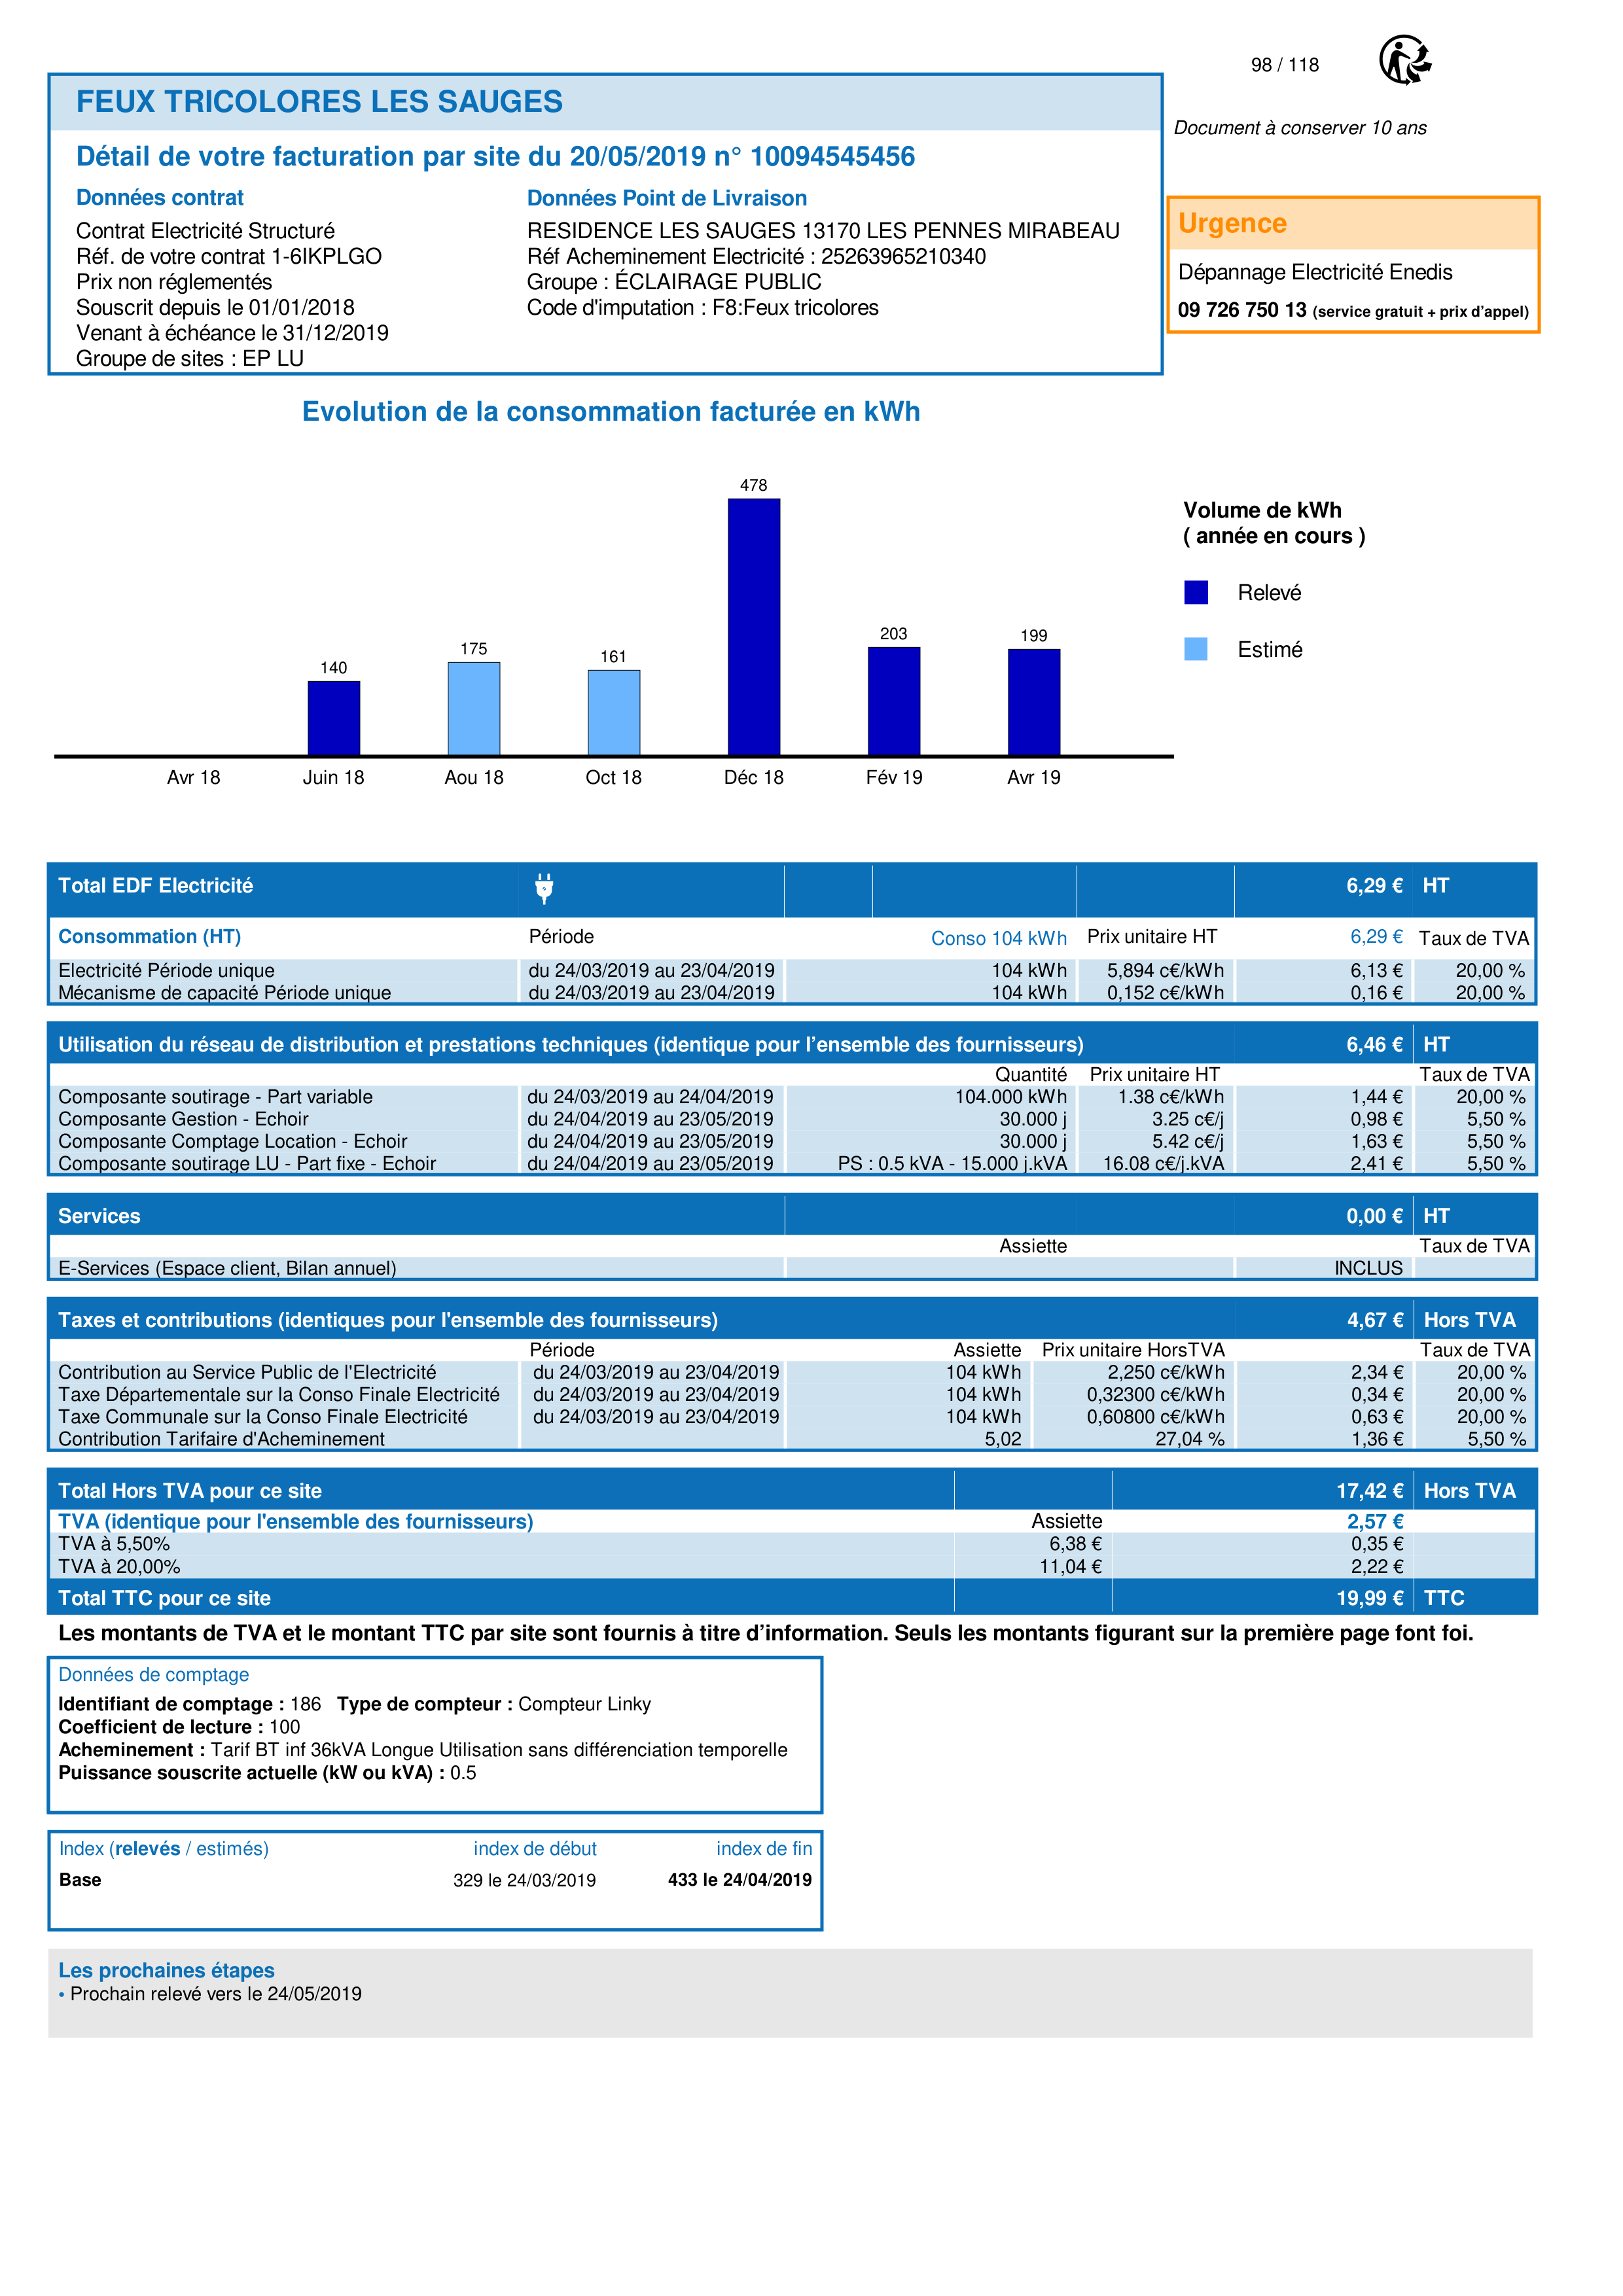 98 / 118
Document à conserver 10 ans
FEUX TRICOLORES LES SAUGES
Détail de votre facturation par site du 20/05/2019 n° 10094545456
Données contrat
Contrat Electricité Structuré
Réf. de votre contrat 1-6IKPLGO
Prix non réglementés
Souscrit depuis le 01/01/2018
Venant à échéance le 31/12/2019
Groupe de sites : EP LU
Données Point de Livraison
RESIDENCE LES SAUGES 13170 LES PENNES MIRABEAU
Réf Acheminement Electricité : 25263965210340
Groupe : ÉCLAIRAGE PUBLIC
Code d'imputation : F8:Feux tricolores
Urgence
Dépannage Electricité Enedis
09 726 750 13 (service gratuit + prix d’appel)
Evolution de la consommation facturée en kWh
478
203
199
175
161
140
Avr 18 Juin 18 Aou 18 Oct 18 Déc 18 Fév 19 Avr 19
Volume de kWh
( année en cours )
Relevé
Estimé
Total EDF Electricité 6,29 € HT
Consommation (HT) Période Conso 104 kWh Prix unitaire HT 6,29 € Taux de TVA
Electricité Période unique du 24/03/2019 au 23/04/2019 104 kWh 5,894 c€/kWh 6,13 € 20,00 %
Mécanisme de capacité Période unique du 24/03/2019 au 23/04/2019 104 kWh 0,152 c€/kWh 0,16 € 20,00 %
Utilisation du réseau de distribution et prestations techniques (identique pour l’ensemble des fournisseurs) 6,46 € HT
Quantité Prix unitaire HT Taux de TVA
Composante soutirage - Part variable du 24/03/2019 au 24/04/2019 104.000 kWh 1.38 c€/kWh 1,44 € 20,00 %
Composante Gestion - Echoir du 24/04/2019 au 23/05/2019 30.000 j 3.25 c€/j 0,98 € 5,50 %
Composante Comptage Location - Echoir du 24/04/2019 au 23/05/2019 30.000 j 5.42 c€/j 1,63 € 5,50 %
Composante soutirage LU - Part fixe - Echoir du 24/04/2019 au 23/05/2019 PS : 0.5 kVA - 15.000 j.kVA 16.08 c€/j.kVA 2,41 € 5,50 %
Services 0,00 € HT
Assiette Taux de TVA
E-Services (Espace client, Bilan annuel) INCLUS
Taxes et contributions (identiques pour l'ensemble des fournisseurs) 4,67 € Hors TVA
Période Assiette Prix unitaire HorsTVA Taux de TVA
Contribution au Service Public de l'Electricité du 24/03/2019 au 23/04/2019 104 kWh 2,250 c€/kWh 2,34 € 20,00 %
Taxe Départementale sur la Conso Finale Electricité du 24/03/2019 au 23/04/2019 104 kWh 0,32300 c€/kWh 0,34 € 20,00 %
Taxe Communale sur la Conso Finale Electricité du 24/03/2019 au 23/04/2019 104 kWh 0,60800 c€/kWh 0,63 € 20,00 %
Contribution Tarifaire d'Acheminement 5,02 27,04 % 1,36 € 5,50 %
Total Hors TVA pour ce site 17,42 € Hors TVA
TVA (identique pour l'ensemble des fournisseurs) Assiette 2,57 €
TVA à 5,50% 6,38 € 0,35 €
TVA à 20,00% 11,04 € 2,22 €
Total TTC pour ce site 19,99 € TTC
Les montants de TVA et le montant TTC par site sont fournis à titre d’information. Seuls les montants figurant sur la première page font foi.
Données de comptage
Identifiant de comptage : 186 Type de compteur : Compteur Linky
Coefficient de lecture : 100
Acheminement : Tarif BT inf 36kVA Longue Utilisation sans différenciation temporelle
Puissance souscrite actuelle (kW ou kVA) : 0.5
Index (relevés / estimés) index de début index de fin
Base 329 le 24/03/2019 433 le 24/04/2019
Les prochaines étapes
• Prochain relevé vers le 24/05/2019